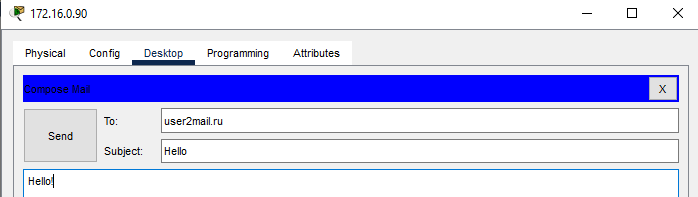 172.16.0.90
Physical Config Desktop Programming Attributes
Compose Mail X
Send
To: user2mail.ru
Subject: Hello
Hello!